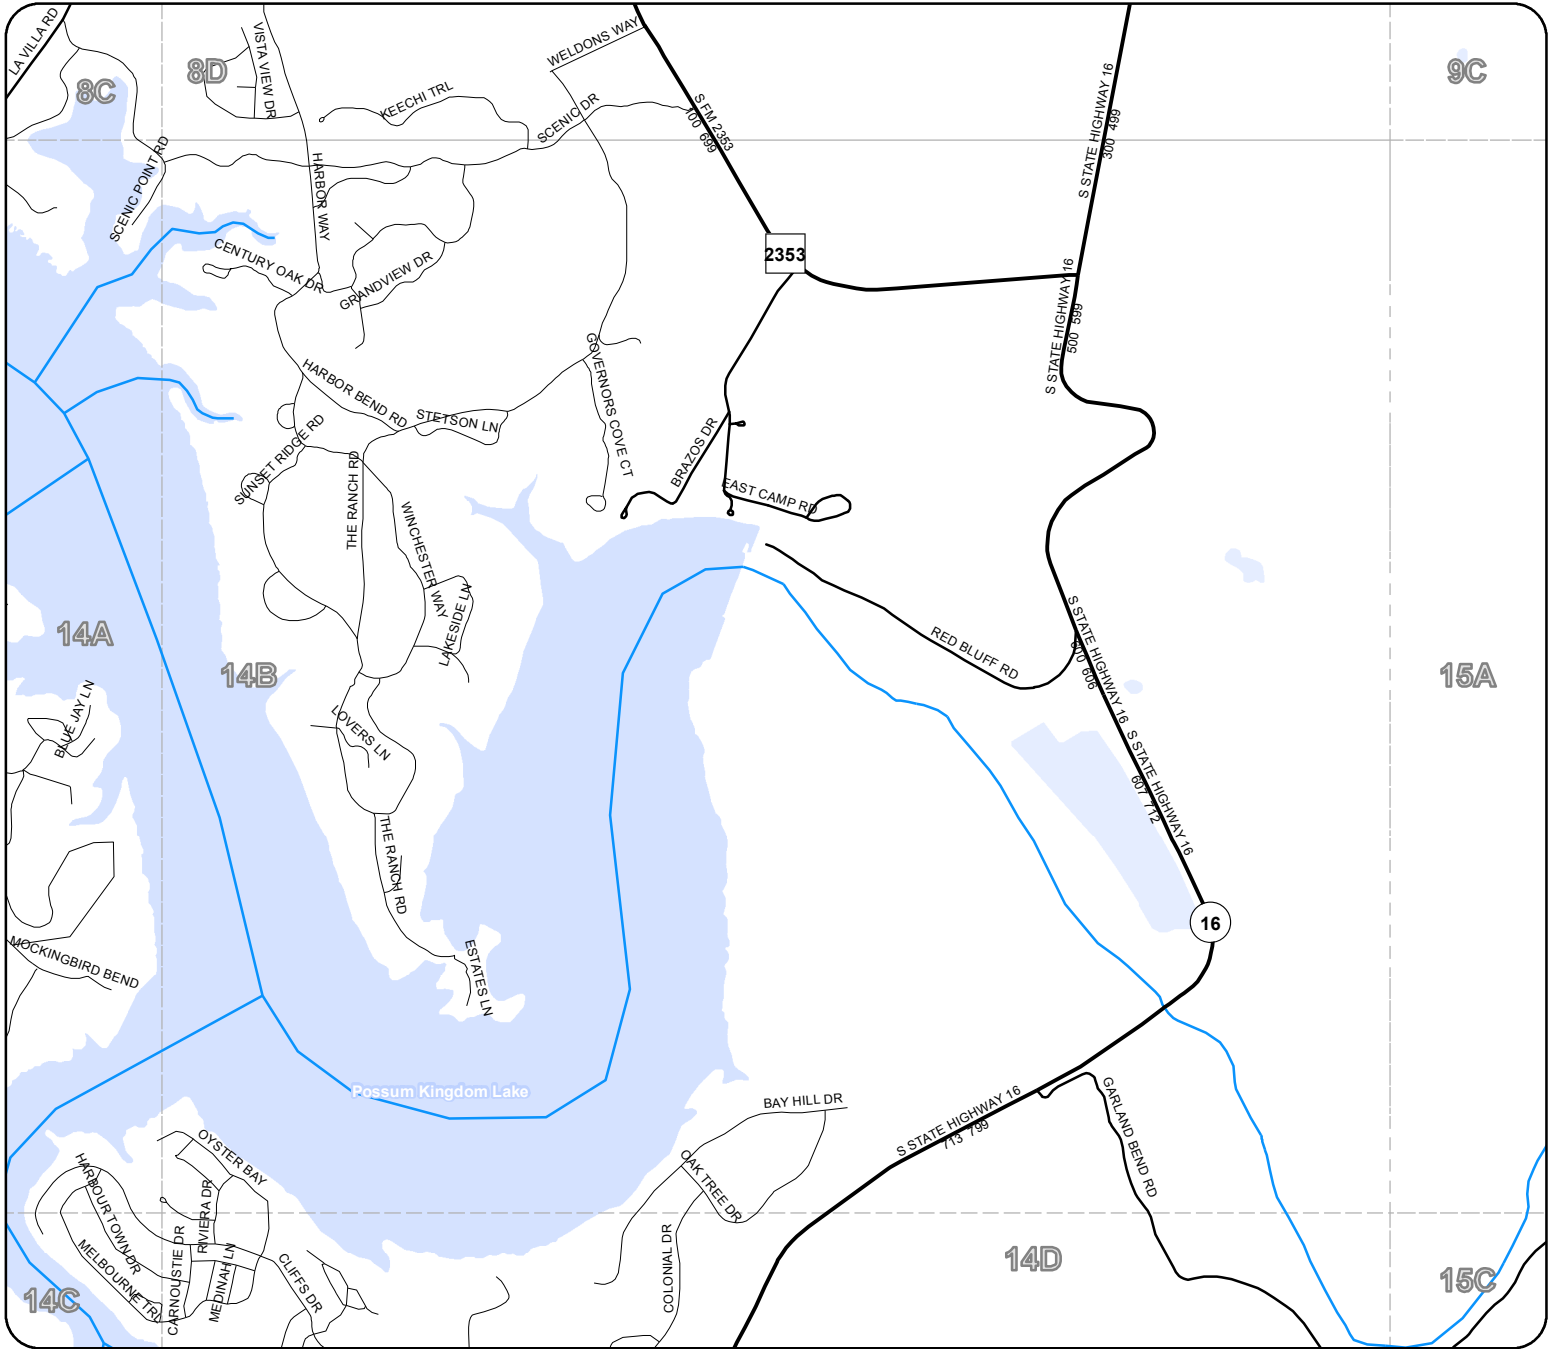 LA VILLA RD
8C
8D
VISTA VIEW DR
KEECHI TRL
WELDONS WAY
SCENIC DR
S FM 2353
100 699
S STATE HIGHWAY 16
300 499
9C
SCENIC POINT RD
HARBOR WAY
CENTURY OAK DR
GRANDVIEW DR
2353
S STATE HIGHWAY 16
500 599
HARBOR BEND RD
STETSON LN
GOVERNORS COVE CT
SUNSET RIDGE RD
THE RANCH RD
BRAZOS DR
EAST CAMP RD
WINCHESTER WAY
LAKESIDE LN
14A
14B
RED BLUFF RD
S STATE HIGHWAY 16
600 606
15A
BLUE JAY LN
LOVERS LN
S STATE HIGHWAY 16
607 712
THE RANCH RD
16
MOCKINGBIRD BEND
ESTATES LN
Possum Kingdom Lake
BAY HILL DR
S STATE HIGHWAY 16
713 799
GARLAND BEND RD
OYSTER BAY
HARBOUR TOWN DR
OAK TREE DR
RIVIERA DR
CARNOUSTIE DR
MELBOURNE TRL
MEDINAH LN
CLIFFS DR
COLONIAL DR
14C
14D
15C